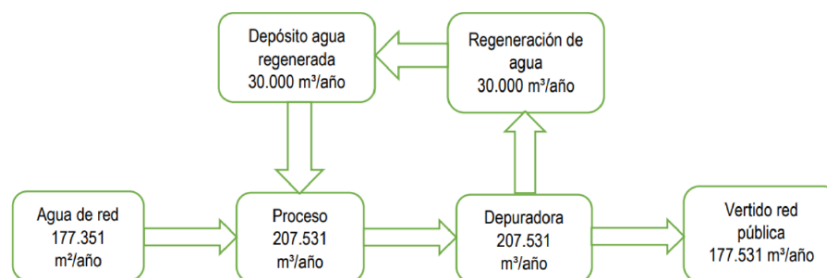 Depósito agua
regenerada
30.000 m³/año
Regeneración de
agua
30.000 m³/año
Agua de red
177.351
m²/año
Proceso
207.531
m³/año
Depuradora
207.531
m³/año
Vertido red
pública
177.531 m³/año